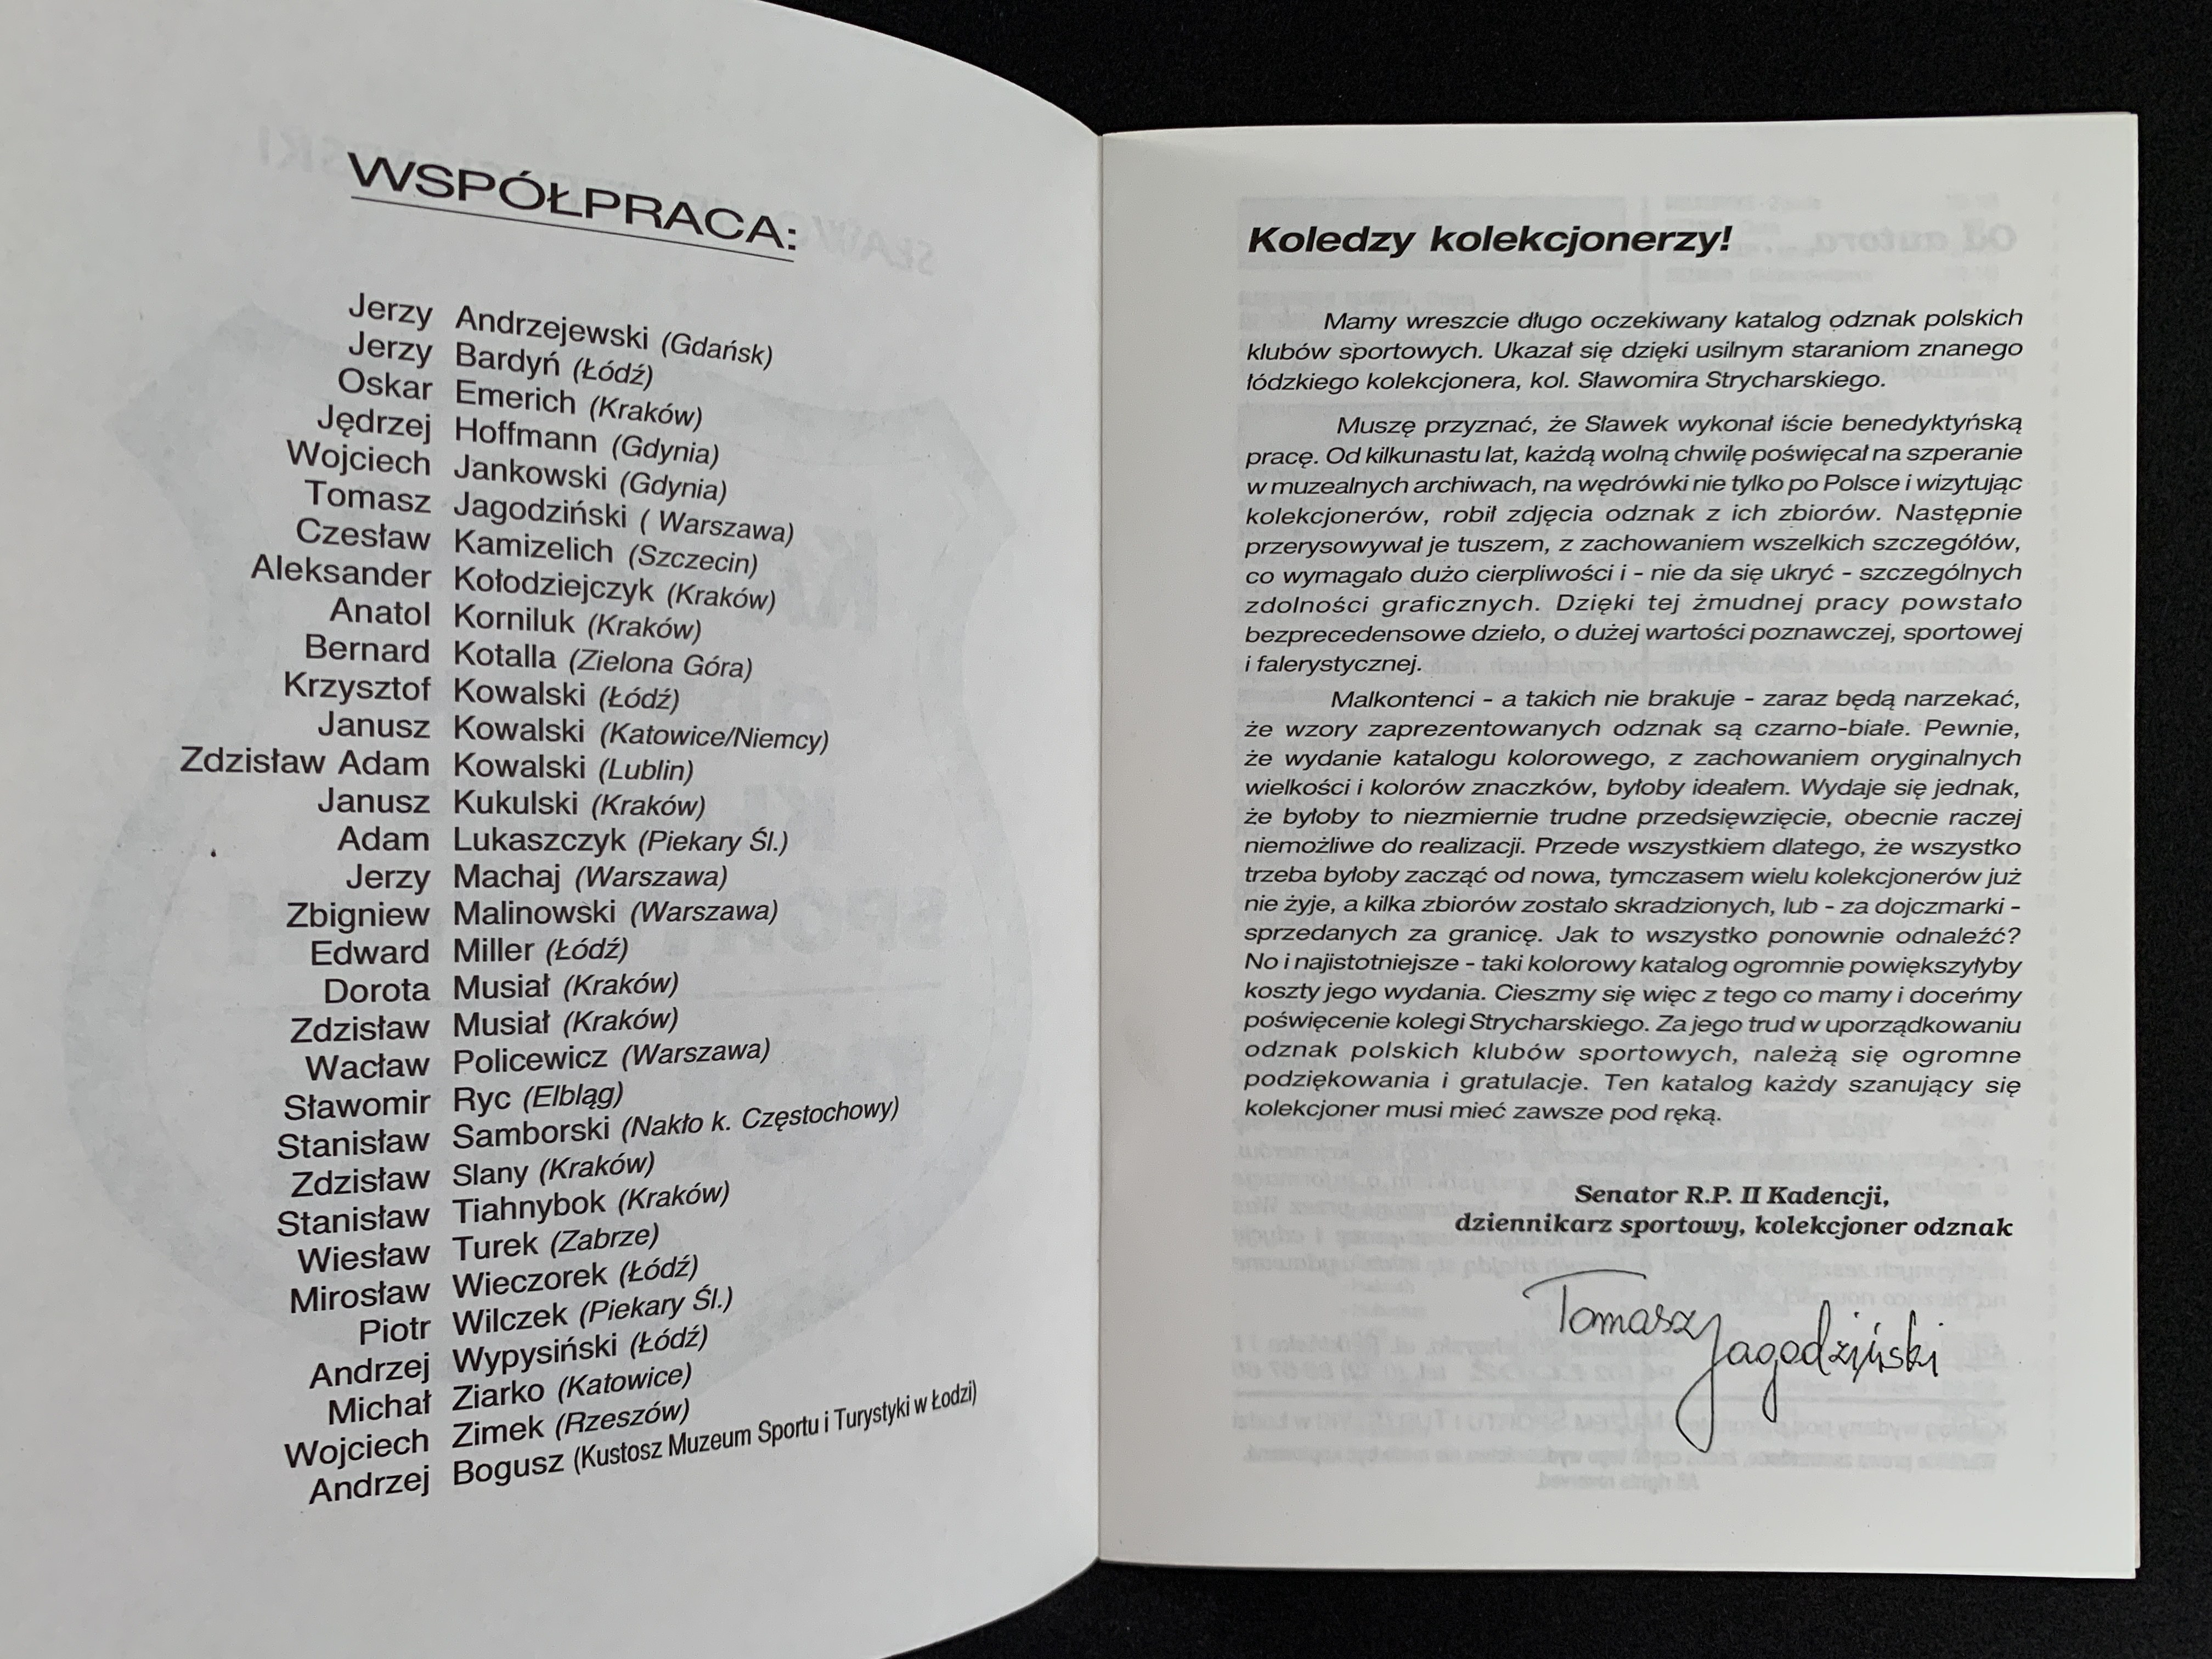 WSPÓŁPRACA:
Jerzy Andrzejewski (Gdańsk)
Jerzy Bardyń (Łódź)
Oskar Emerich (Kraków)
Jędrzej Hoffmann (Gdynia)
Wojciech Jankowski (Gdynia)
Tomasz Jagodziński ( Warszawa)
Czesław Kamizelich (Szczecin)
Aleksander Kołodziejczyk (Kraków)
Anatol Korniluk (Kraków)
Bernard Kotalla (Zielona Góra)
Krzysztof Kowalski (Łódź)
Janusz Kowalski (Katowice/Niemcy)
Zdzisław Adam Kowalski (Lublin)
Janusz Kukulski (Kraków)
Adam Lukaszczyk (Piekary Śl.)
Jerzy Machaj (Warszawa)
Zbigniew Malinowski (Warszawa)
Edward Miller (Łódź)
Dorota Musiał (Kraków)
Zdzisław Musiał (Kraków)
Wacław Policewicz (Warszawa)
Sławomir Ryc (Elbląg)
Stanisław Samborski (Nakło k. Częstochowy)
Zdzisław Slany (Kraków)
Stanisław Tiahnybok (Kraków)
Wiesław Turek (Zabrze)
Mirosław Wieczorek (Łódź)
Piotr Wilczek (Piekary Śl.)
Andrzej Wypysiński (Łódź)
Michał Ziarko (Katowice)
Wojciech Zimek (Rzeszów)
Andrzej Bogusz (Kustosz Muzeum Sportu i Turystyki w Łodzi)
Koledzy kolekcjonerzy!
Mamy wreszcie długo oczekiwany katalog odznak polskich
klubów sportowych. Ukazał się dzięki usilnym staraniom znanego
łódzkiego kolekcjonera, kol. Sławomira Strycharskiego.
Muszę przyznać, że Sławek wykonał iście benedyktyńską
pracę. Od kilkunastu lat, każdą wolną chwilę poświęcał na szperanie
w muzealnych archiwach, na wędrówki nie tylko po Polsce i wizytując
kolekcjonerów, robił zdjęcia odznak z ich zbiorów. Następnie
przerysowywał je tuszem, z zachowaniem wszelkich szczegółów,
co wymagało dużo cierpliwości i - nie da się ukryć - szczególnych
zdolności graficznych. Dzięki tej żmudnej pracy powstało
bezprecedensowe dzieło, o dużej wartości poznawczej, sportowej
i falerystycznej.
Malkontenci - a takich nie brakuje - zaraz będą narzekać,
że wzory zaprezentowanych odznak są czarno-białe. Pewnie,
że wydanie katalogu kolorowego, z zachowaniem oryginalnych
wielkości i kolorów znaczków, byłoby ideałem. Wydaje się jednak,
że byłoby to niezmiernie trudne przedsięwzięcie, obecnie raczej
niemożliwe do realizacji. Przede wszystkiem dlatego, że wszystko
trzeba byłoby zacząć od nowa, tymczasem wielu kolekcjonerów już
nie żyje, a kilka zbiorów zostało skradzionych, lub - za dojczmarki -
sprzedanych za granicę. Jak to wszystko ponownie odnaleźć?
No i najistotniejsze - taki kolorowy katalog ogromnie powiększyłyby
koszty jego wydania. Cieszmy się więc z tego co mamy i doceńmy
poświęcenie kolegi Strycharskiego. Za jego trud w uporządkowaniu
odznak polskich klubów sportowych, należą się ogromne
podziękowania i gratulacje. Ten katalog każdy szanujący się
kolekcjoner musi mieć zawsze pod ręką.
Senator R.P. II Kadencji,
dziennikarz sportowy, kolekcjoner odznak
Tomasz Jagodziński